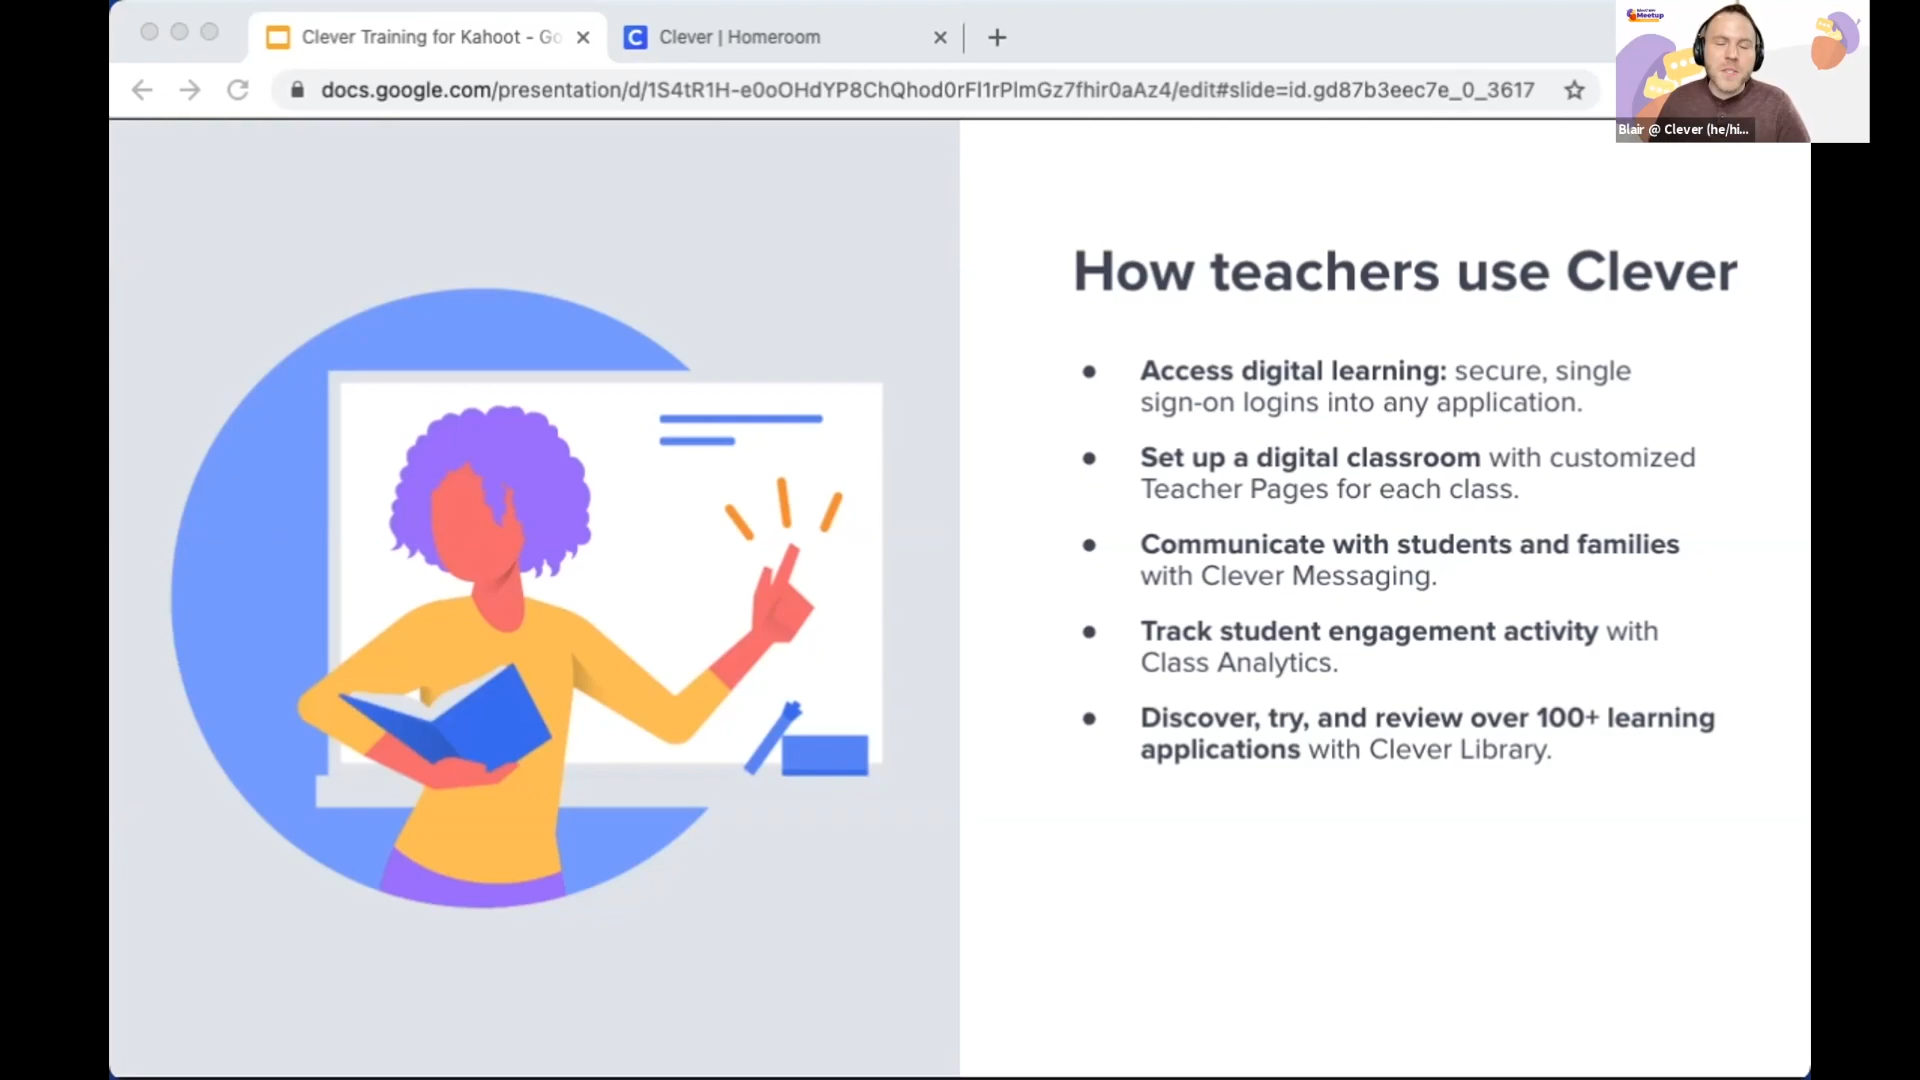 Clever Training for Kahoot - Go
Clever | Homeroom
docs.google.com/presentation/d/1S4tR1H-e0oOHdYP8ChQhod0rFl1rPlmGz7fhir0aAz4/edit#slide=id.gd87b3eec7e_0_3617
Meetup
Blair @ Clever (he/hi...
How teachers use Clever
● Access digital learning: secure, single
sign-on logins into any application.
● Set up a digital classroom with customized
Teacher Pages for each class.
● Communicate with students and families
with Clever Messaging.
● Track student engagement activity with
Class Analytics.
● Discover, try, and review over 100+ learning
applications with Clever Library.